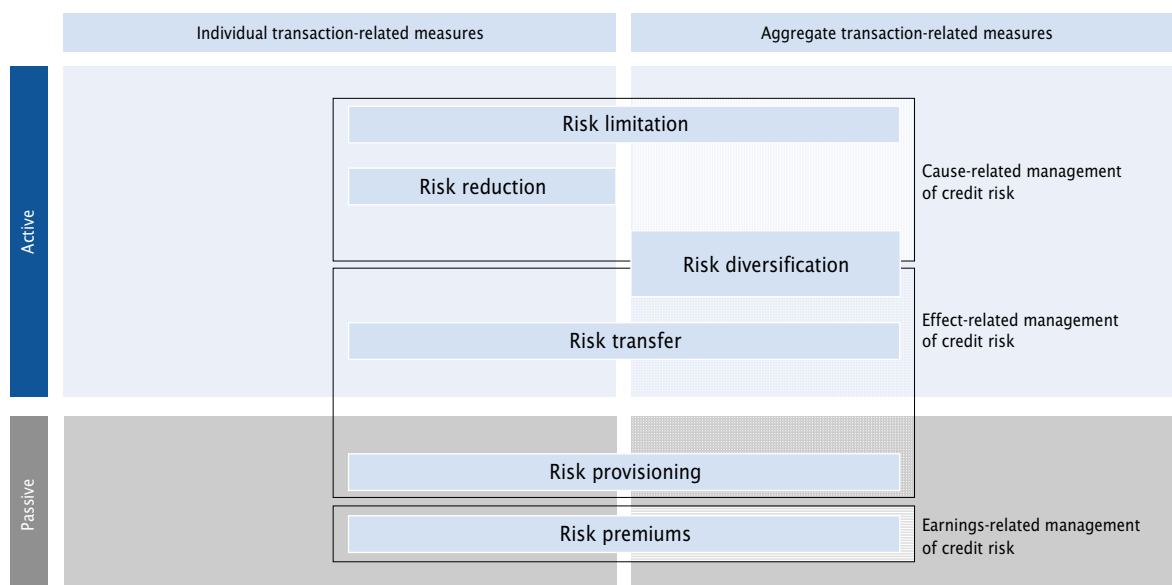 Individual transaction-related measures
Aggregate transaction-related measures
Active
Risk limitation
Risk reduction
Cause-related management
of credit risk
Risk diversification
Effect-related management
of credit risk
Risk transfer
Passive
Risk provisioning
Risk premiums
Earnings-related management
of credit risk